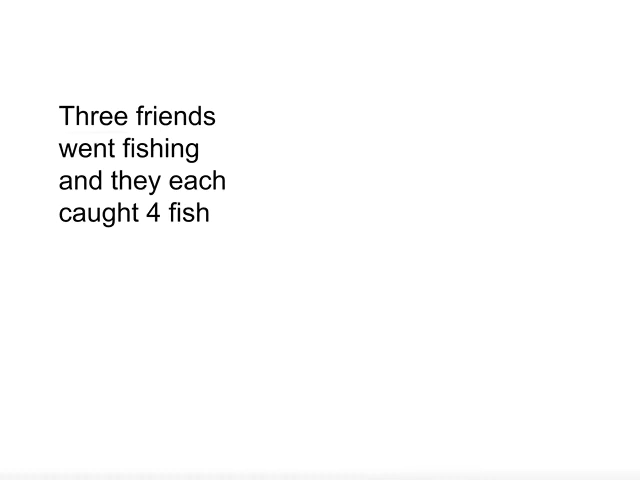 Three friends
went fishing
and they each
caught 4 fish